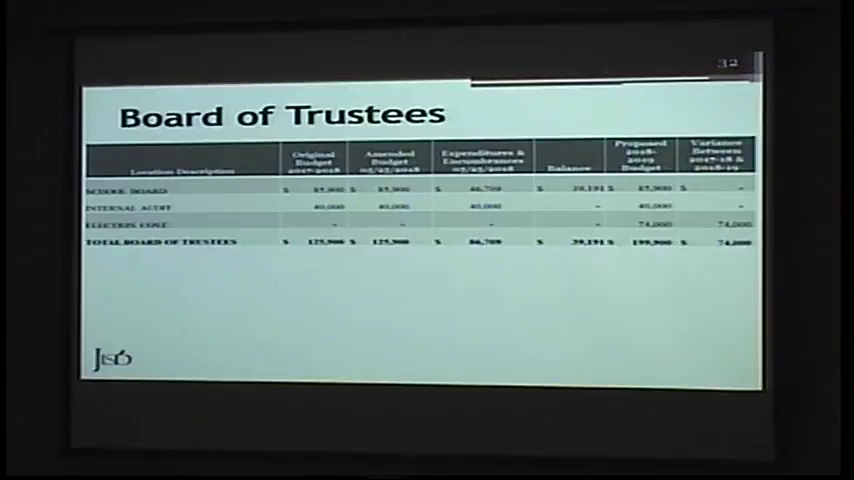 32
Board of Trustees
Location Description Original Budget 2017-2018 Amended Budget 05/25/2018 Expenditures & Encumbrances 05/25/2018 Balance Proposed 2018-2019 Budget Variance Between 2017-18 & 2018-19
SCHOOL BOARD $ 85,900 $ 85,900 $ 46,709 $ 39,191 $ 85,900 $ -
INTERNAL AUDIT 40,000 40,000 40,000 - 40,000 -
ELECTION COST - - - - 74,000 74,000
TOTAL BOARD OF TRUSTEES $ 125,900 $ 125,900 $ 86,709 $ 39,191 $ 199,900 $ 74,000